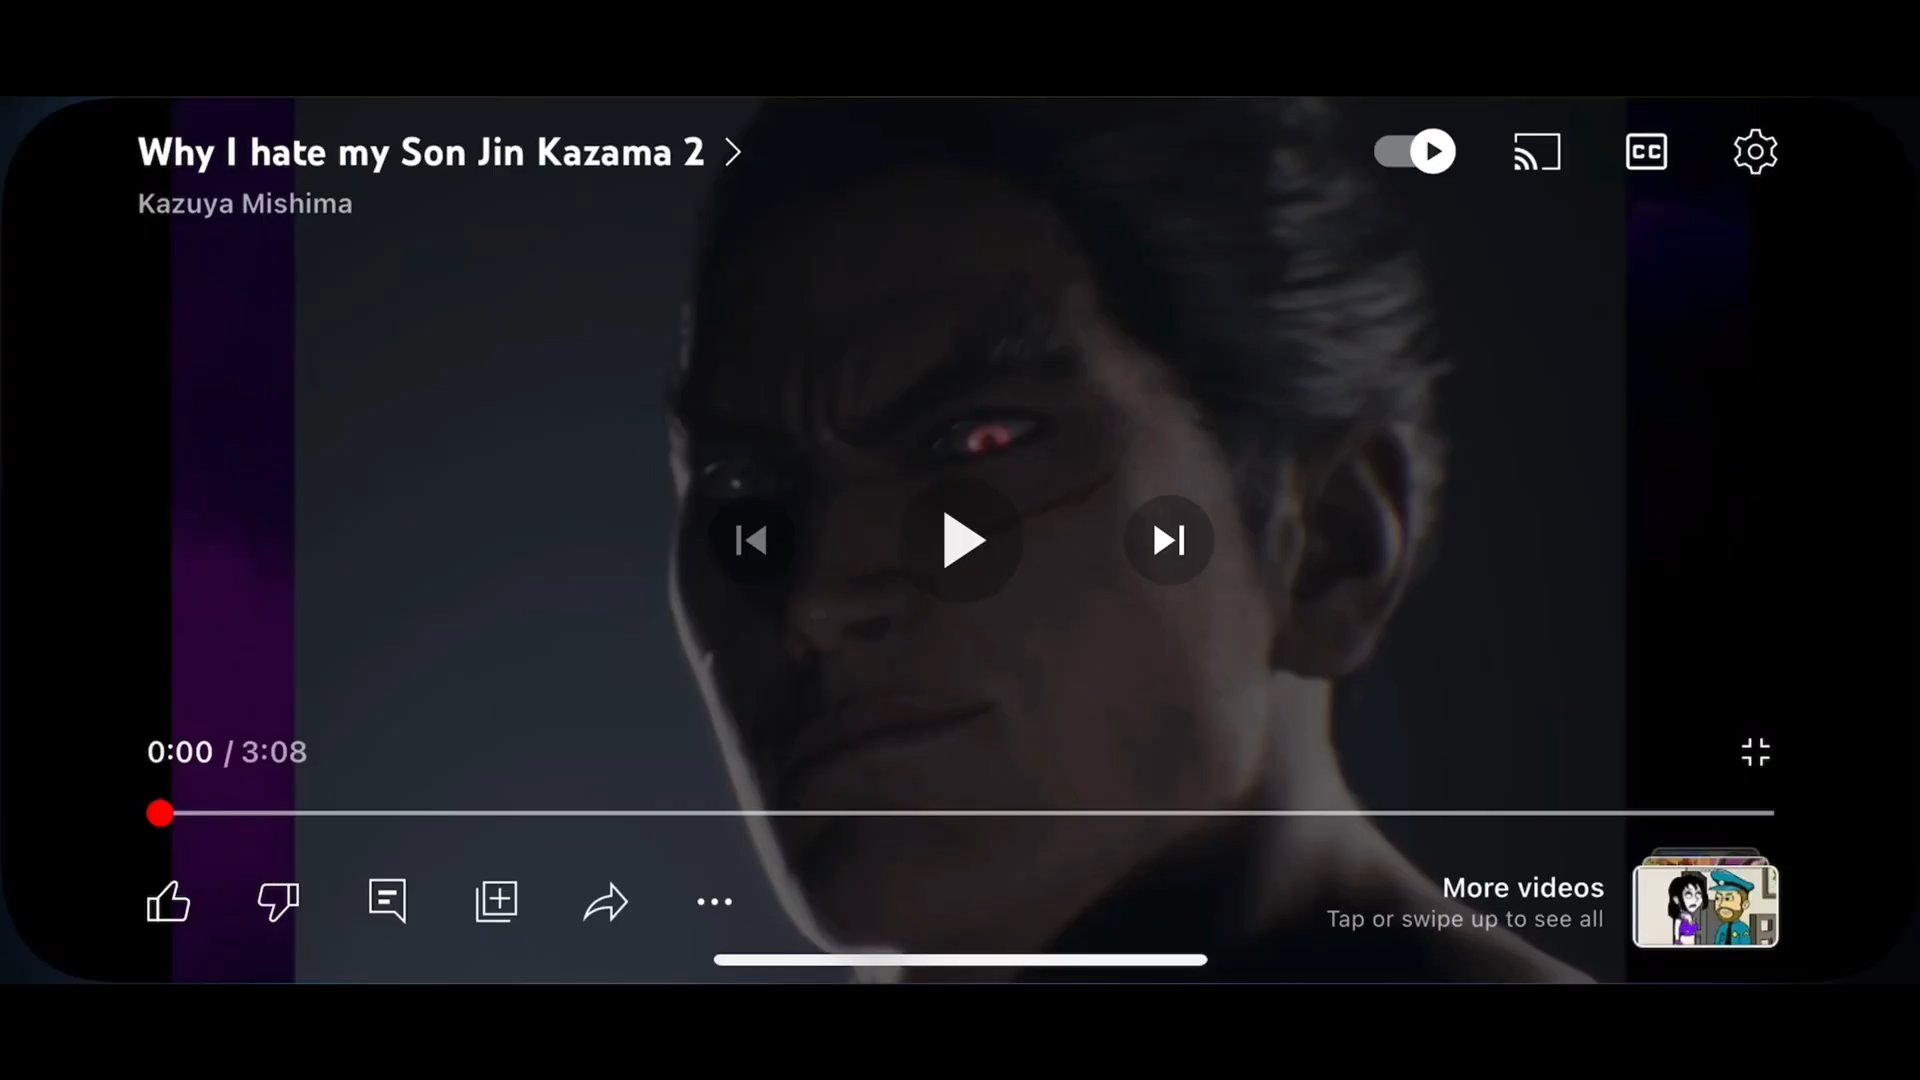 Why I hate my Son Jin Kazama 2
Kazuya Mishima
CC
0:00 / 3:08
More videos
Tap or swipe up to see all